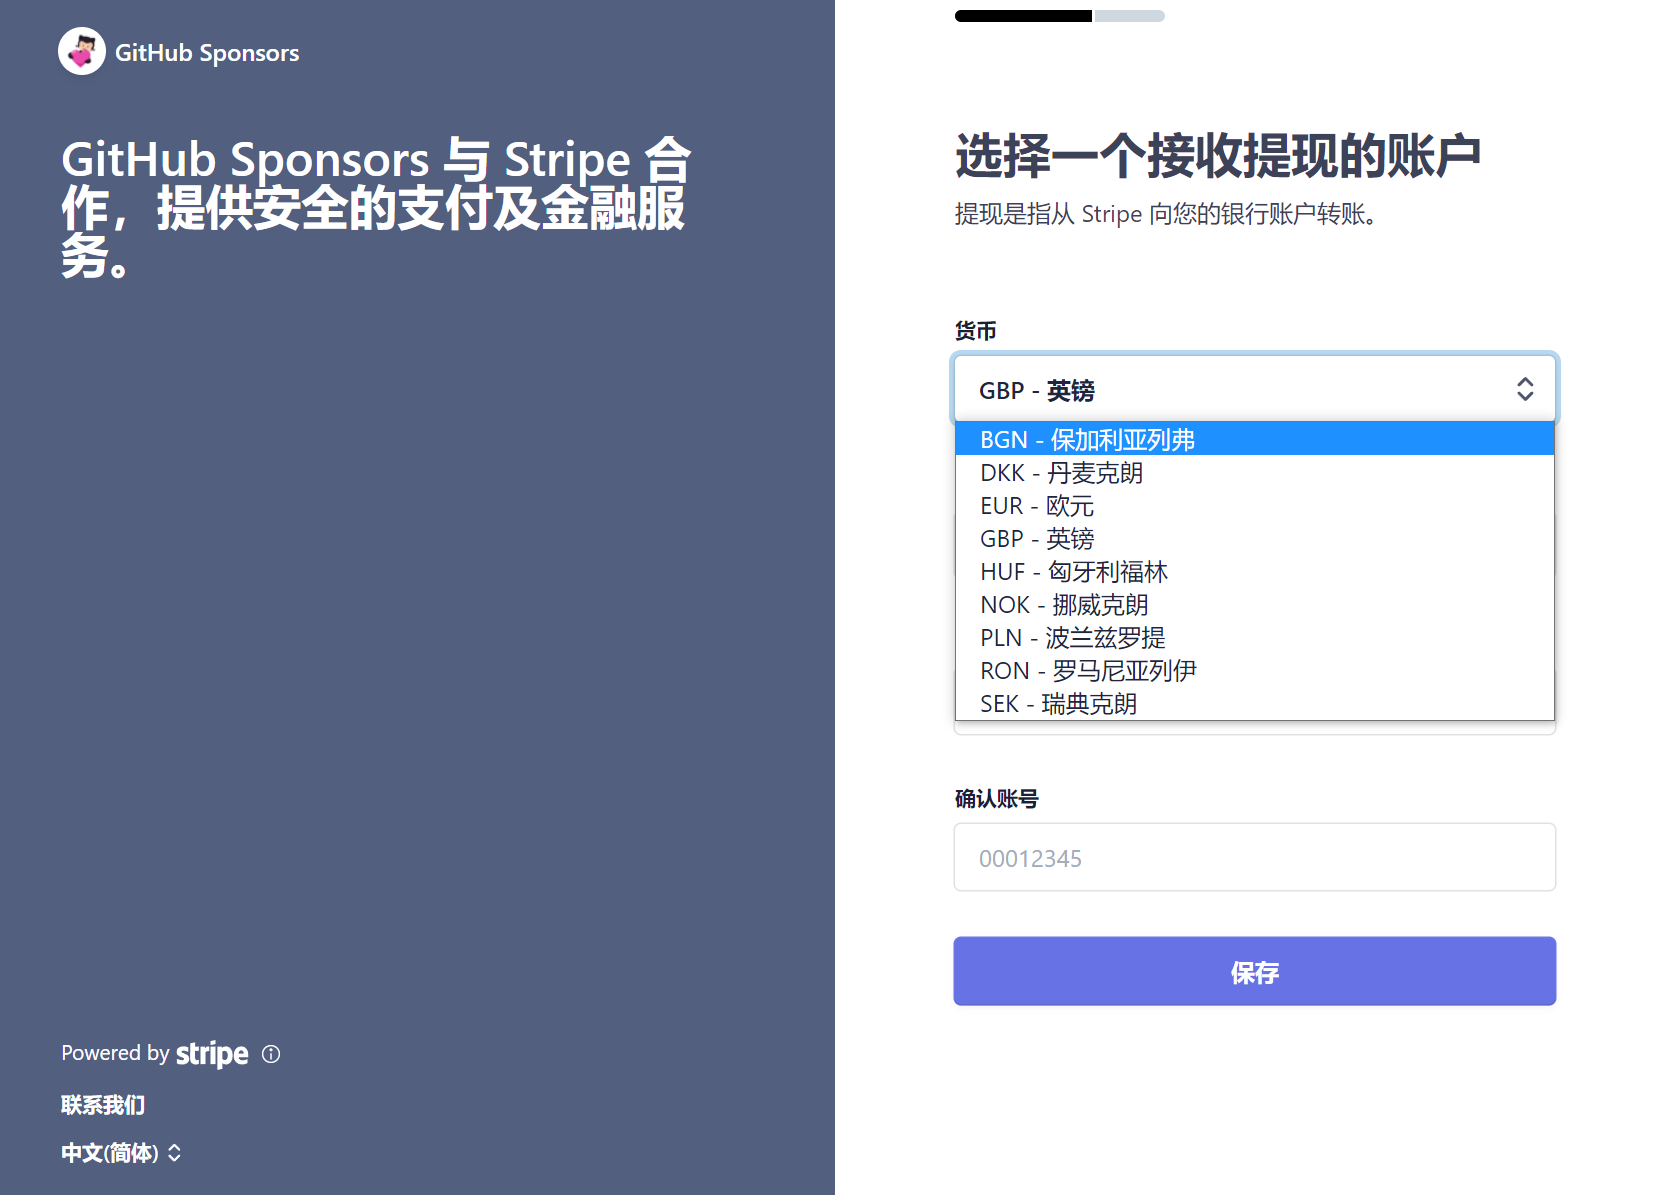 GitHub Sponsors
GitHub Sponsors 与 Stripe 合
作，提供安全的支付及金融服
务。
Powered by stripe
联系我们
中文(简体)
选择一个接收提现的账户
提现是指从 Stripe 向您的银行账户转账。
货币
GBP - 英镑
BGN - 保加利亚列弗
DKK - 丹麦克朗
EUR - 欧元
GBP - 英镑
HUF - 匈牙利福林
NOK - 挪威克朗
PLN - 波兰兹罗提
RON - 罗马尼亚列伊
SEK - 瑞典克朗
确认账号
00012345
保存